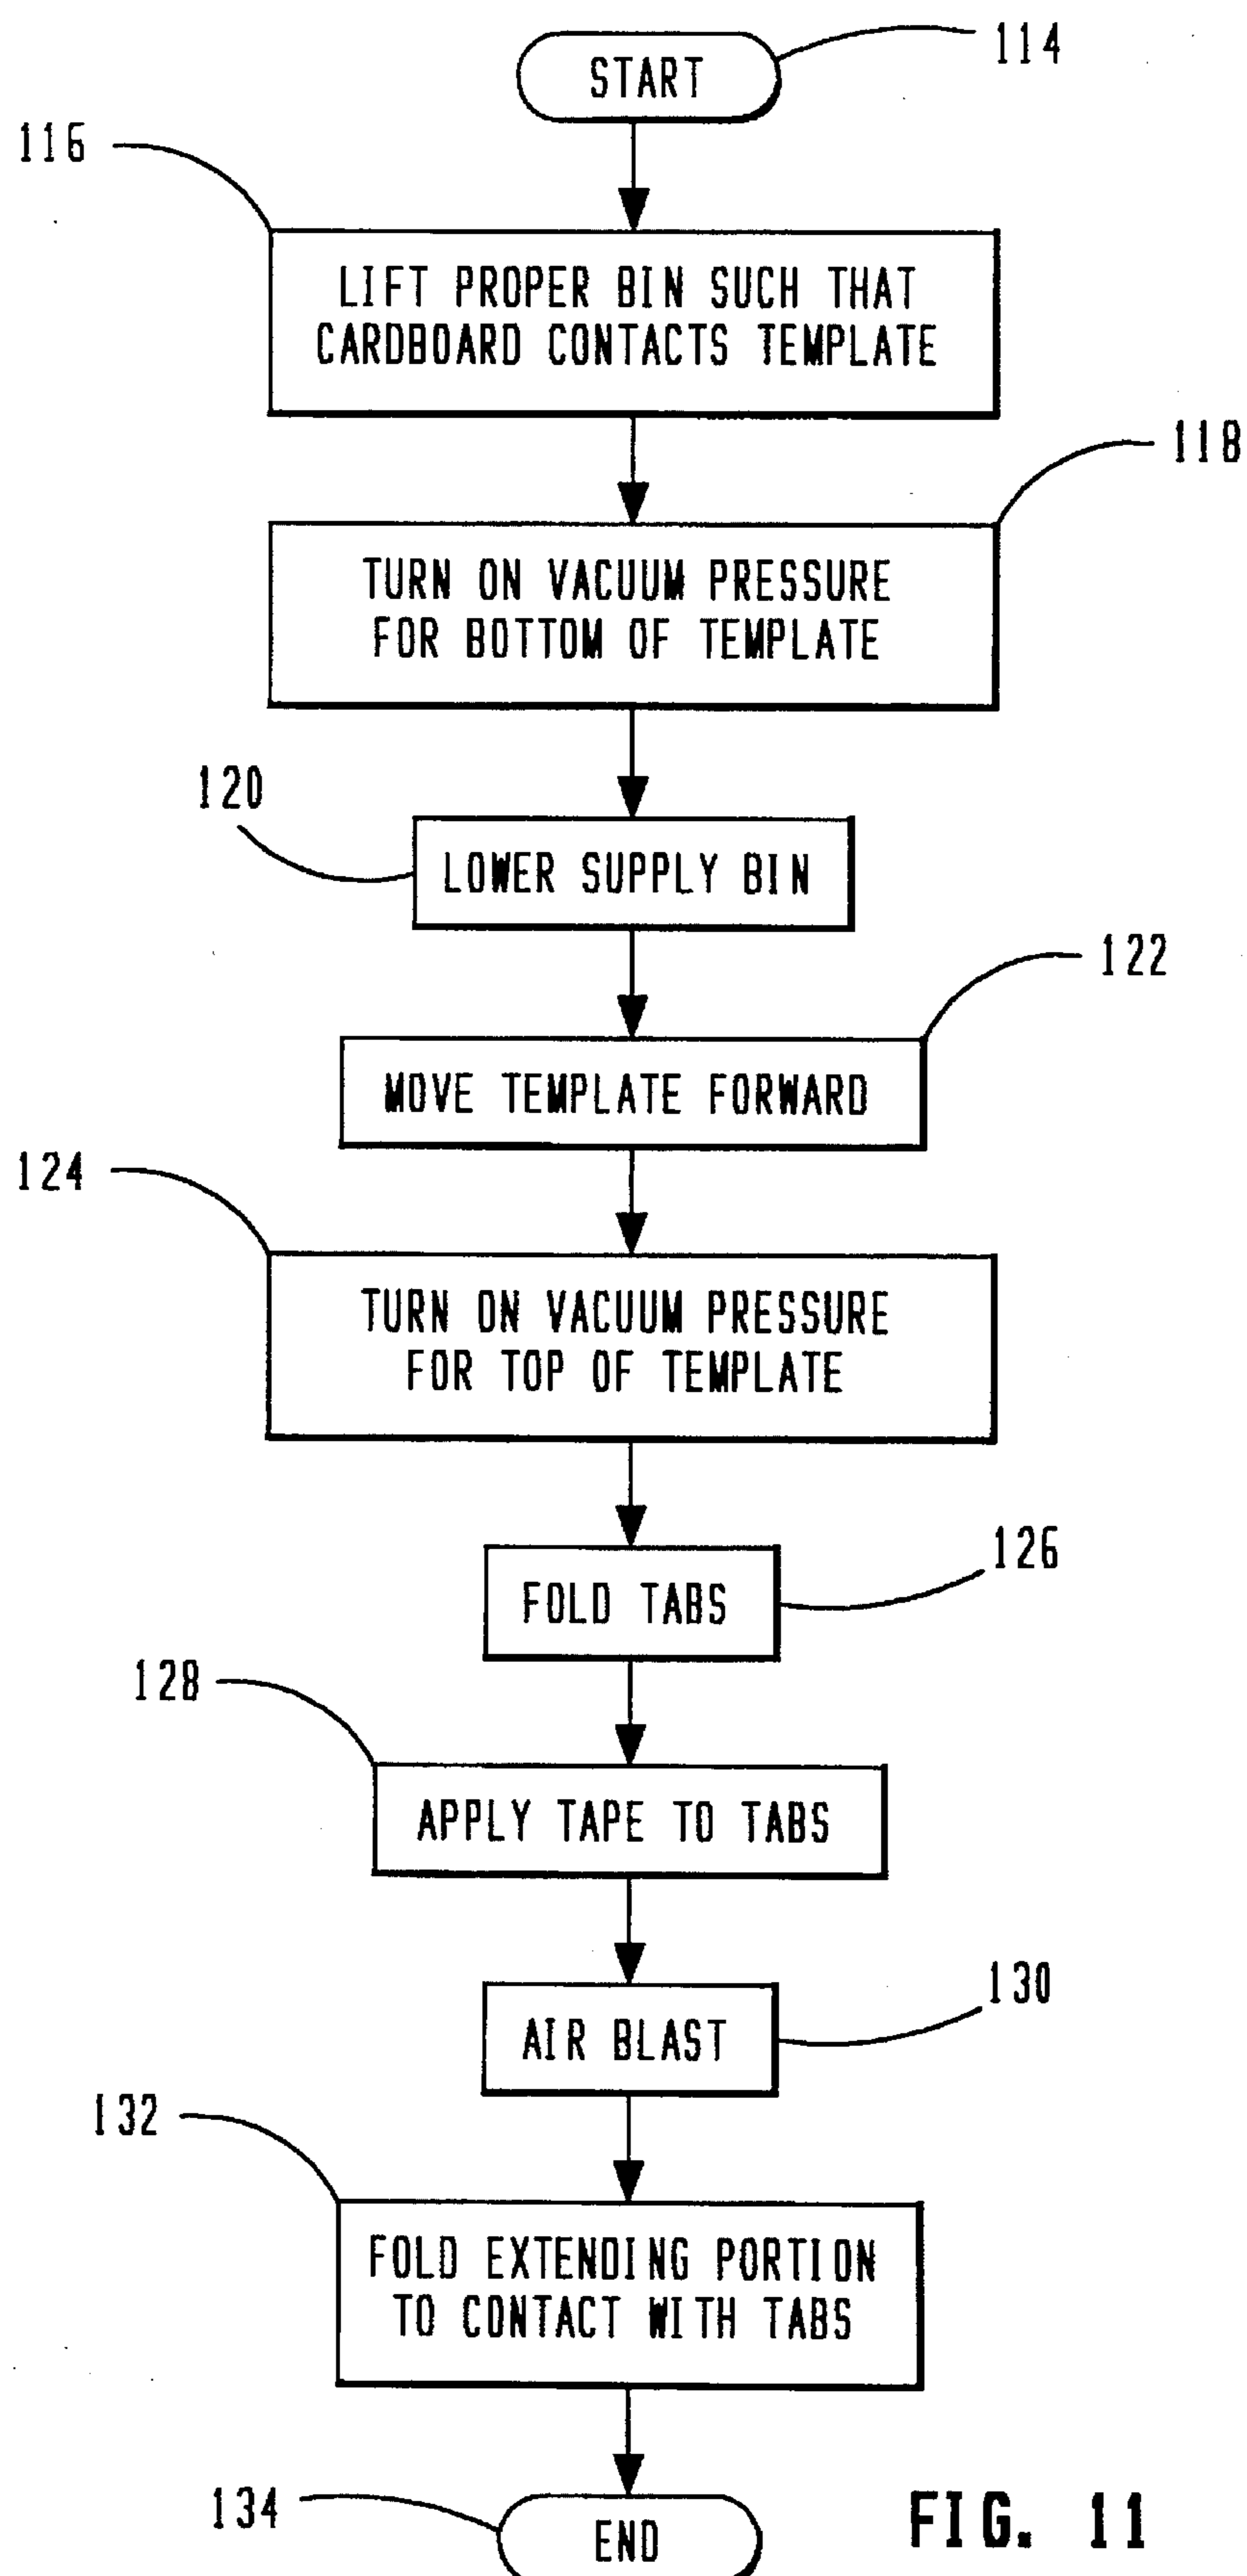 START
114
116
LIFT PROPER BIN SUCH THAT
CARDBOARD CONTACTS TEMPLATE
118
TURN ON VACUUM PRESSURE
FOR BOTTOM OF TEMPLATE
120
LOWER SUPPLY BIN
122
MOVE TEMPLATE FORWARD
124
TURN ON VACUUM PRESSURE
FOR TOP OF TEMPLATE
126
FOLD TABS
128
APPLY TAPE TO TABS
130
AIR BLAST
132
FOLD EXTENDING PORTION
TO CONTACT WITH TABS
134
END
FIG. 11